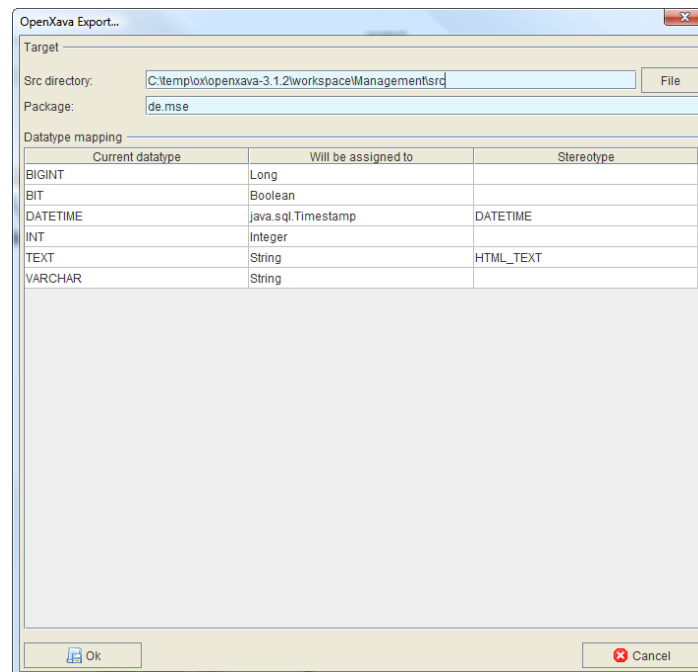 OpenXava Export...
Target
Src directory: C:\temp\ox\openxava-3.1.2\workspace\Management\src File
Package: de.mse
Datatype mapping
Current datatype Will be assigned to Stereotype
BIGINT Long
BIT Boolean
DATETIME java.sql.Timestamp DATETIME
INT Integer
TEXT String HTML_TEXT
VARCHAR String
Ok Cancel